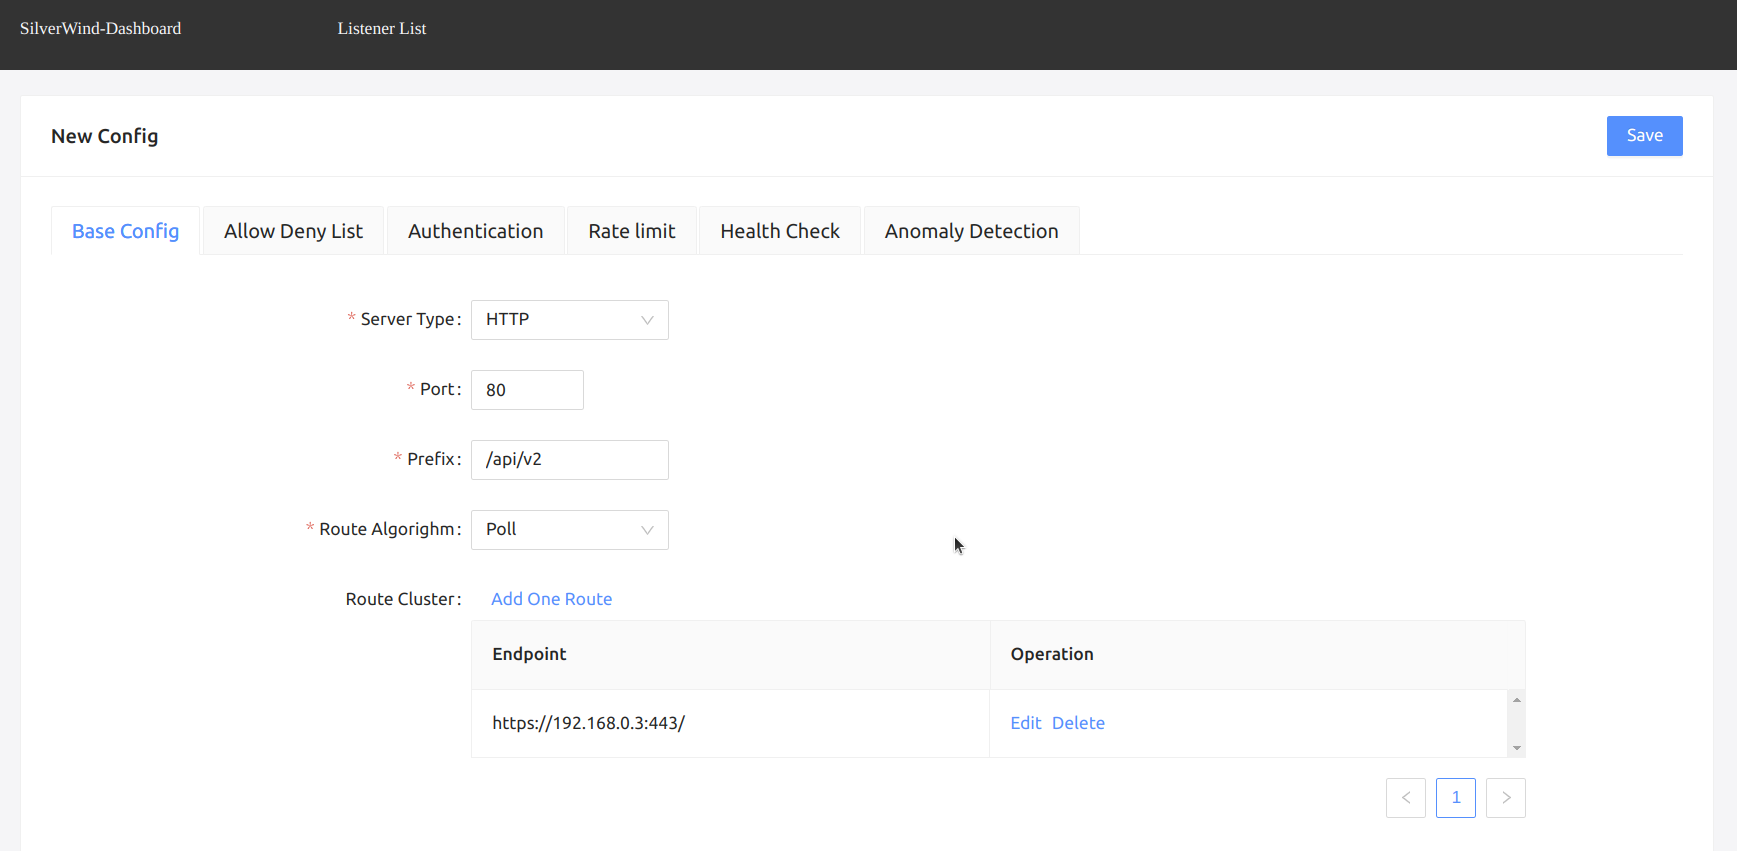 SilverWind-Dashboard Listener List
New Config Save
Base Config Allow Deny List Authentication Rate limit Health Check Anomaly Detection
* Server Type: HTTP
* Port: 80
* Prefix: /api/v2
* Route Algorighm: Poll
Route Cluster: Add One Route
Endpoint Operation
https://192.168.0.3:443/ Edit Delete
< 1 >